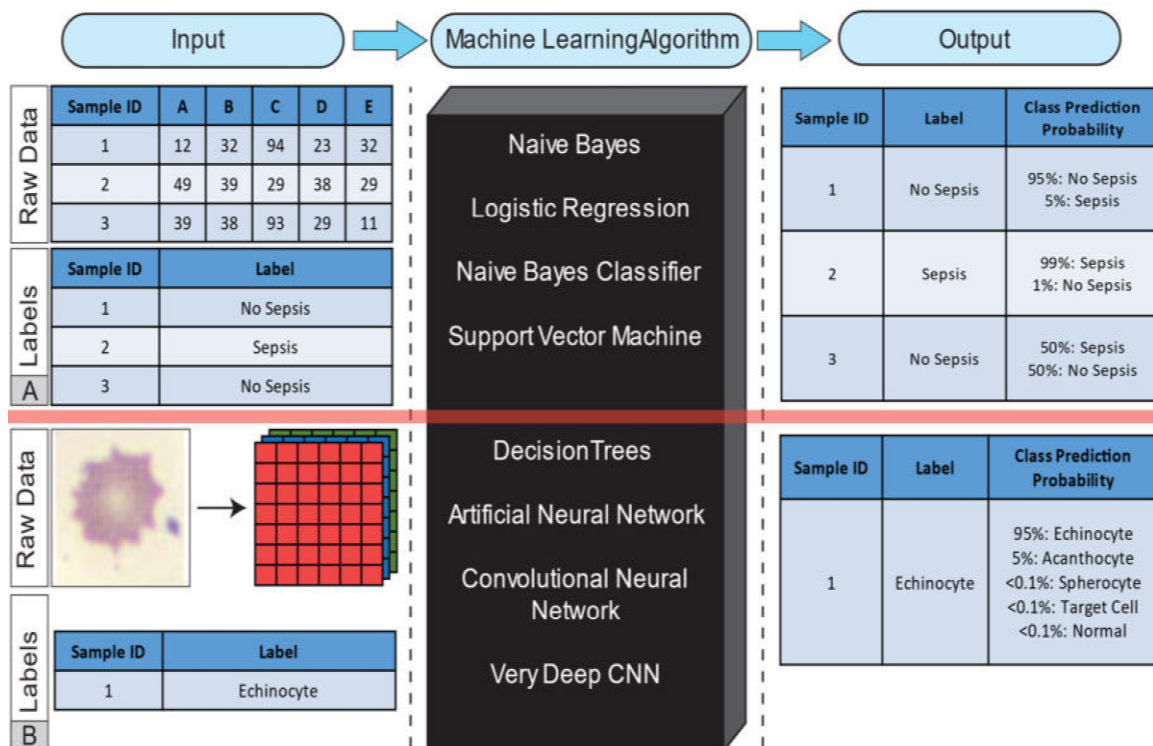 Input
Machine LearningAlgorithm
Output
Raw Data
Sample ID A B C D E
1 12 32 94 23 32
2 49 39 29 38 29
3 39 38 93 29 11
Labels
A
Sample ID Label
1 No Sepsis
2 Sepsis
3 No Sepsis
Naive Bayes
Logistic Regression
Naive Bayes Classifier
Support Vector Machine
DecisionTrees
Artificial Neural Network
Convolutional Neural
Network
Very Deep CNN
Sample ID Label Class Prediction
Probability
1 No Sepsis 95%: No Sepsis
5%: Sepsis
2 Sepsis 99%: Sepsis
1%: No Sepsis
3 No Sepsis 50%: Sepsis
50%: No Sepsis
Raw Data
Labels
B
Sample ID Label
1 Echinocyte
Sample ID Label Class Prediction
Probability
1 Echinocyte 95%: Echinocyte
5%: Acanthocyte
<0.1%: Spherocyte
<0.1%: Target Cell
<0.1%: Normal